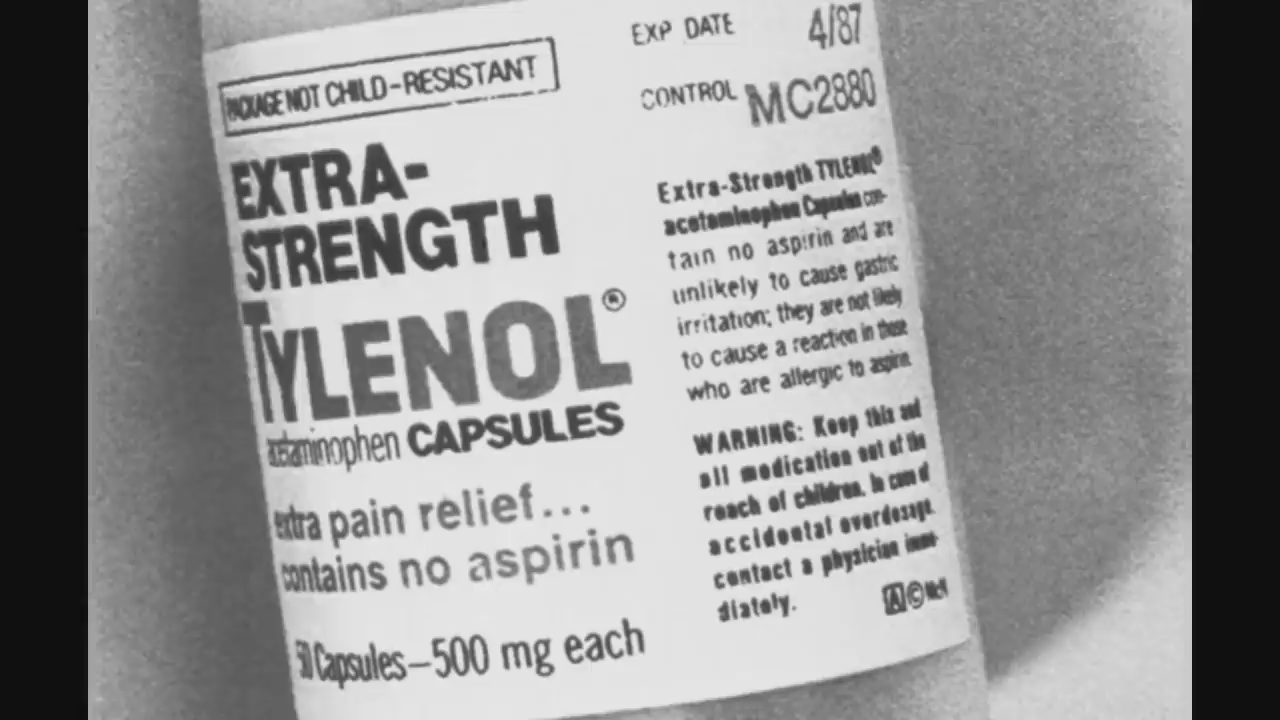 PACKAGE NOT CHILD-RESISTANT
EXTRA-
STRENGTH
TYLENOL®
acetaminophen CAPSULES
extra pain relief...
contains no aspirin
50 Capsules—500 mg each
EXP DATE 4/87
CONTROL MC2880
Extra-Strength TYLENOL®
acetaminophen Capsules con-
tain no aspirin and are
unlikely to cause gastric
irritation; they are not likely
to cause a reaction in those
who are allergic to aspirin.
WARNING: Keep this and
all medication out of the
reach of children. In case of
accidental overdosage,
contact a physician imme-
diately.
A © McN